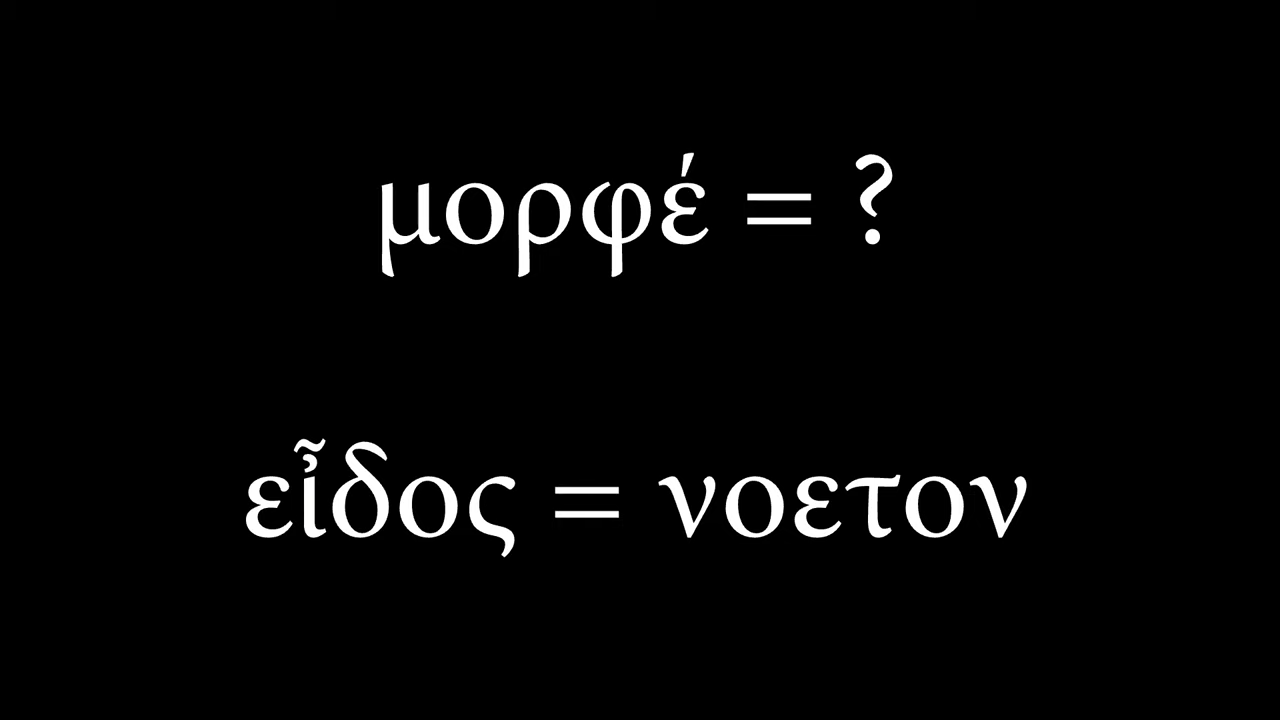 μορφέ = ?
εἶδος = νοετον